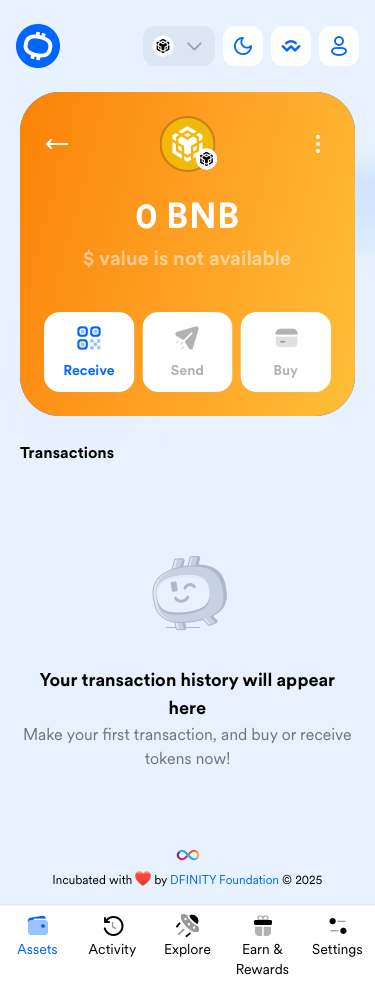 0 BNB
$ value is not available
Receive
Send
Buy
Transactions
Your transaction history will appear
here
Make your first transaction, and buy or receive
tokens now!
Incubated with ❤️ by DFINITY Foundation © 2025
Assets
Activity
Explore
Earn &
Rewards
Settings